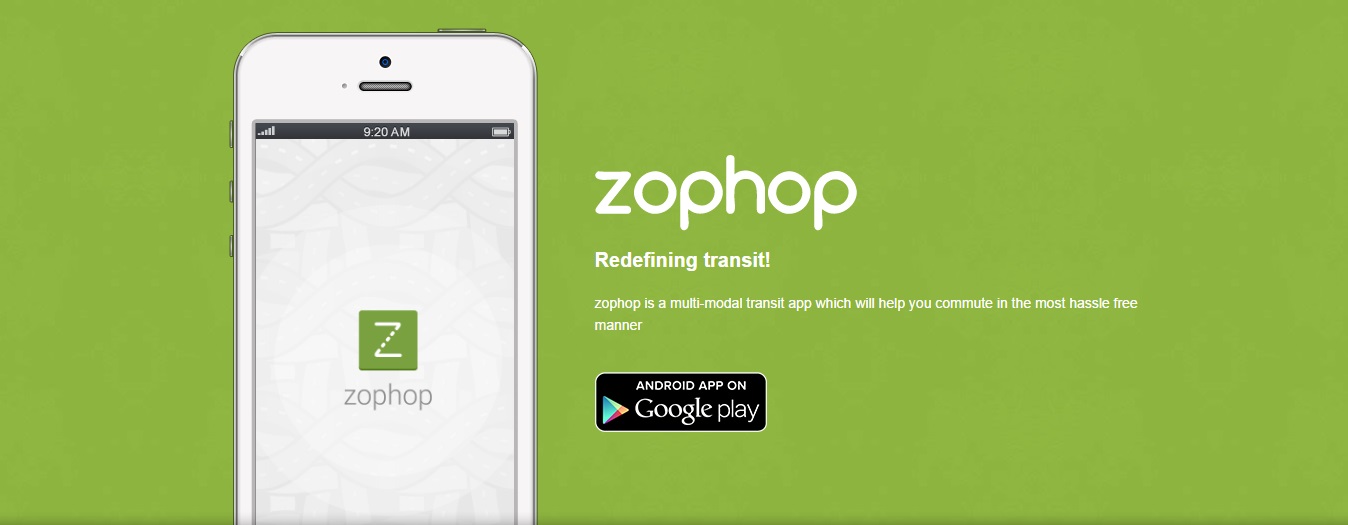 9:20 AM
Z
zophop
zophop
Redefining transit!
zophop is a multi-modal transit app which will help you commute in the most hassle free
manner
ANDROID APP ON
Google play